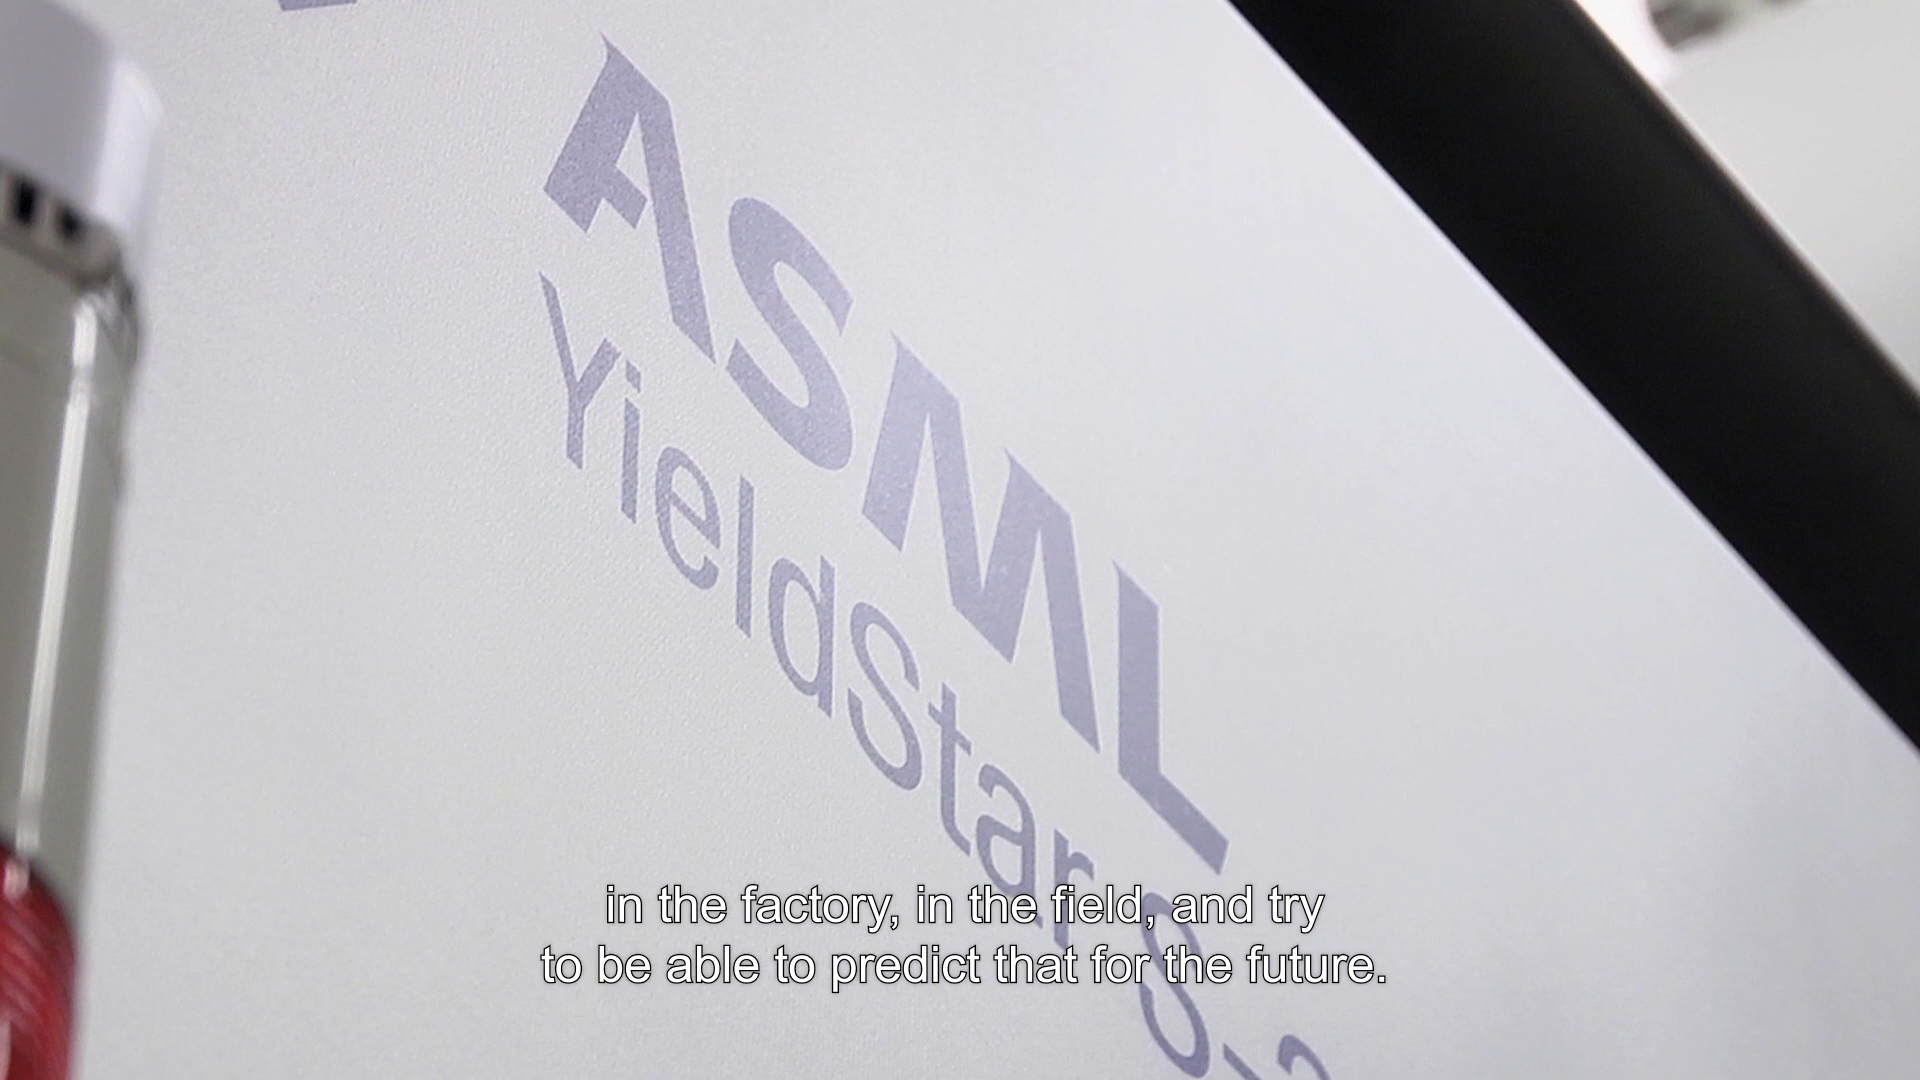 ASML
YieldStar S-
in the factory, in the field, and try
to be able to predict that for the future.